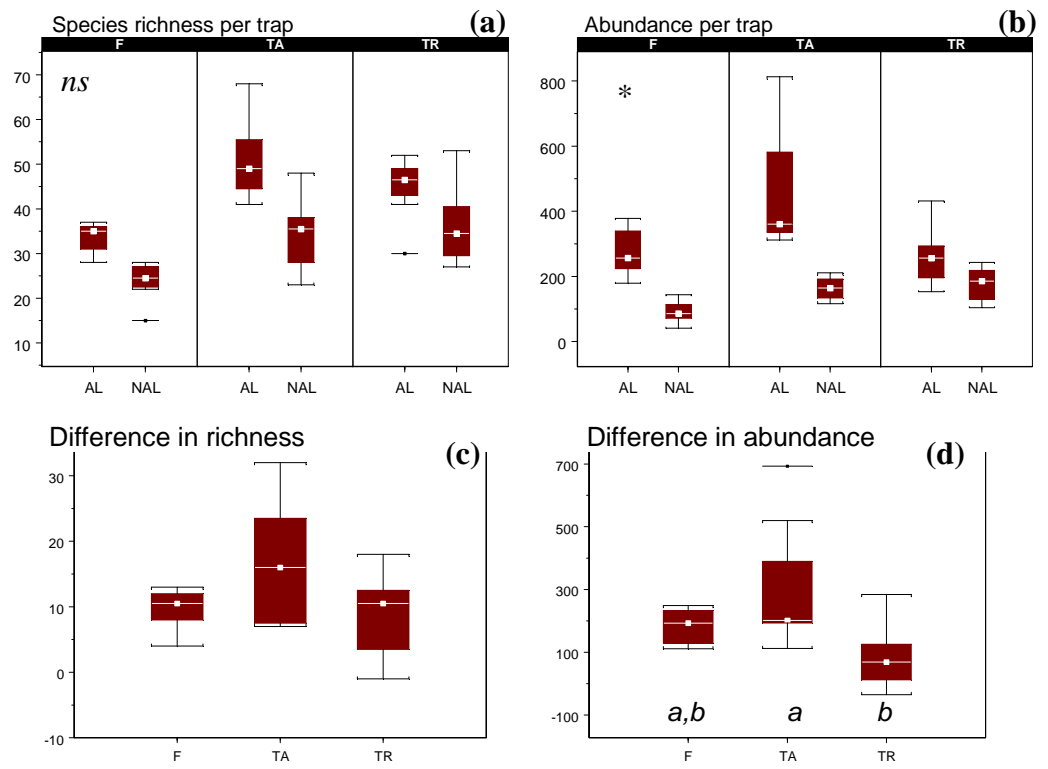 Species richness per trap (a)
F TA TR
ns
70
60
50
40
30
20
10
AL NAL AL NAL AL NAL
Abundance per trap (b)
F TA TR
*
800
600
400
200
0
AL NAL AL NAL AL NAL
Difference in richness (c)
30
20
10
0
-10
F TA TR
Difference in abundance (d)
700
500
300
100
-100
a,b a b
F TA TR